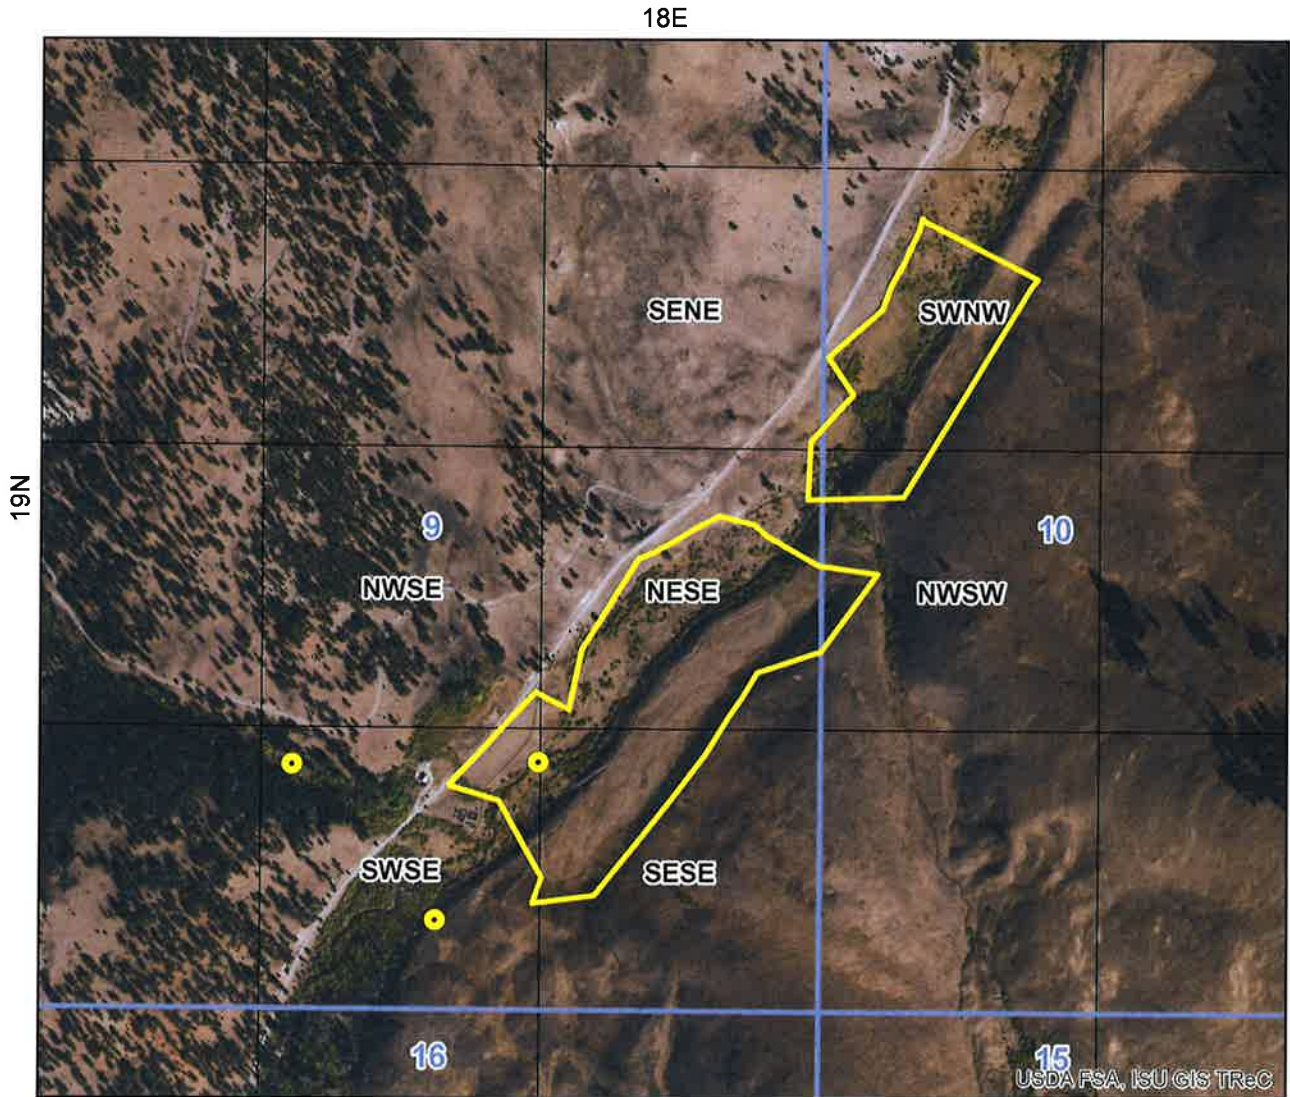 18E
SENE
SWNW
19N
9
10
NWSE
NESE
NWSW
SWSE
SESE
16
15
USDA FSA, ISU GIS TReC